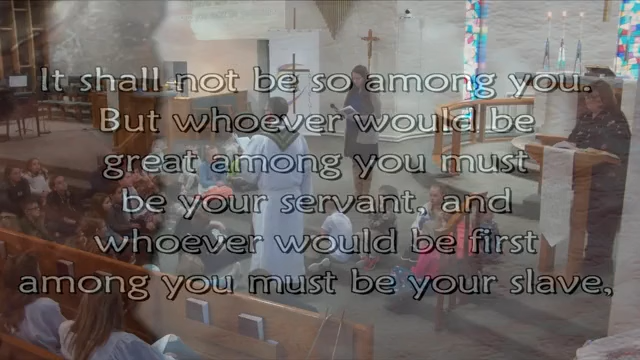 It shall not be so among you.
But whoever would be
great among you must
be your servant, and
whoever would be first
among you must be your slave,